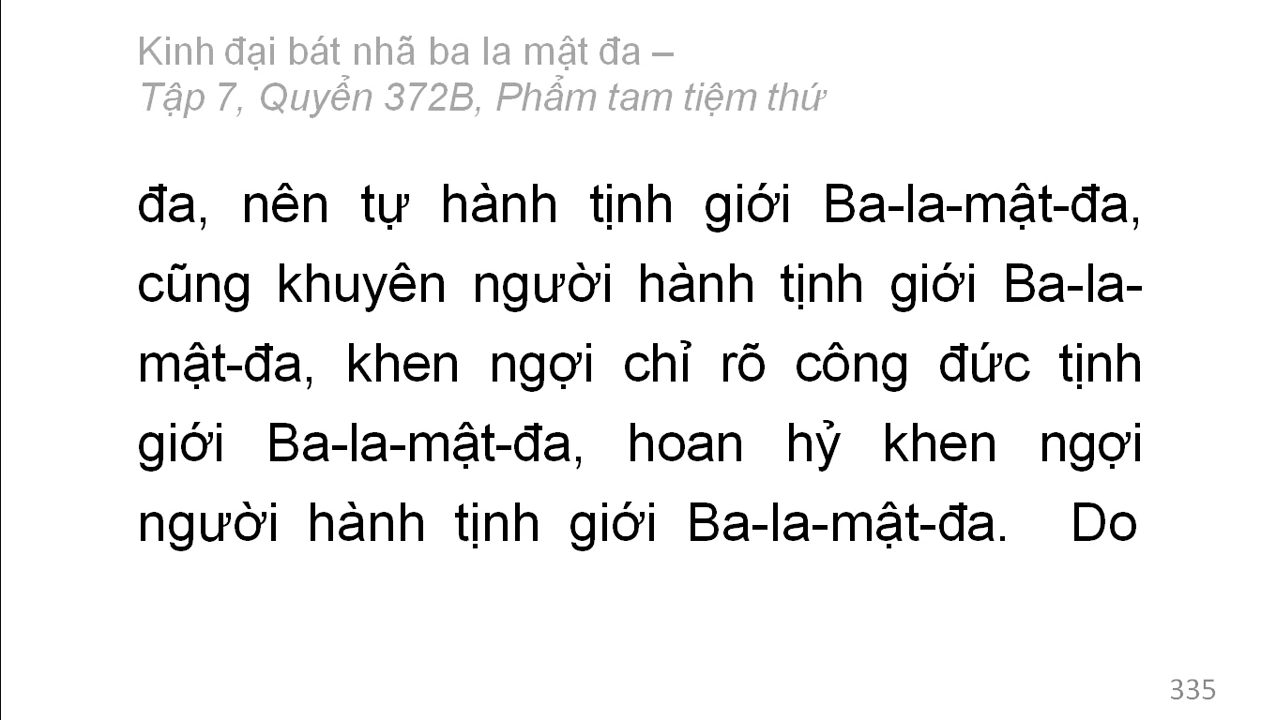 Kinh đại bát nhã ba la mật đa –
Tập 7, Quyển 372B, Phẩm tam tiệm thứ
đa, nên tự hành tịnh giới Ba-la-mật-đa,
cũng khuyên người hành tịnh giới Ba-la-
mật-đa, khen ngợi chỉ rõ công đức tịnh
giới Ba-la-mật-đa, hoan hỷ khen ngợi
người hành tịnh giới Ba-la-mật-đa. Do
335